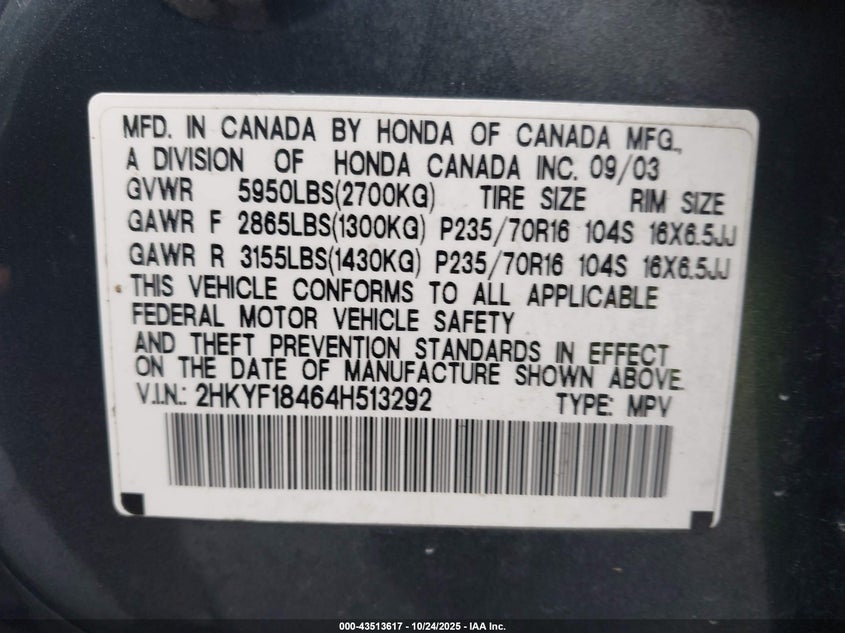 MFD. IN CANADA BY HONDA OF CANADA MFG.,
A DIVISION OF HONDA CANADA INC. 09/03
GVWR 5950LBS(2700KG) TIRE SIZE RIM SIZE
GAWR F 2865LBS(1300KG) P235/70R16 104S 16X6.5JJ
GAWR R 3155LBS(1430KG) P235/70R16 104S 16X6.5JJ
THIS VEHICLE CONFORMS TO ALL APPLICABLE
FEDERAL MOTOR VEHICLE SAFETY
AND THEFT PREVENTION STANDARDS IN EFFECT
ON THE DATE OF MANUFACTURE SHOWN ABOVE.
V.I.N.: 2HKYF18464H513292 TYPE: MPV
000-43513617 - 10/24/2025 - IAA Inc.